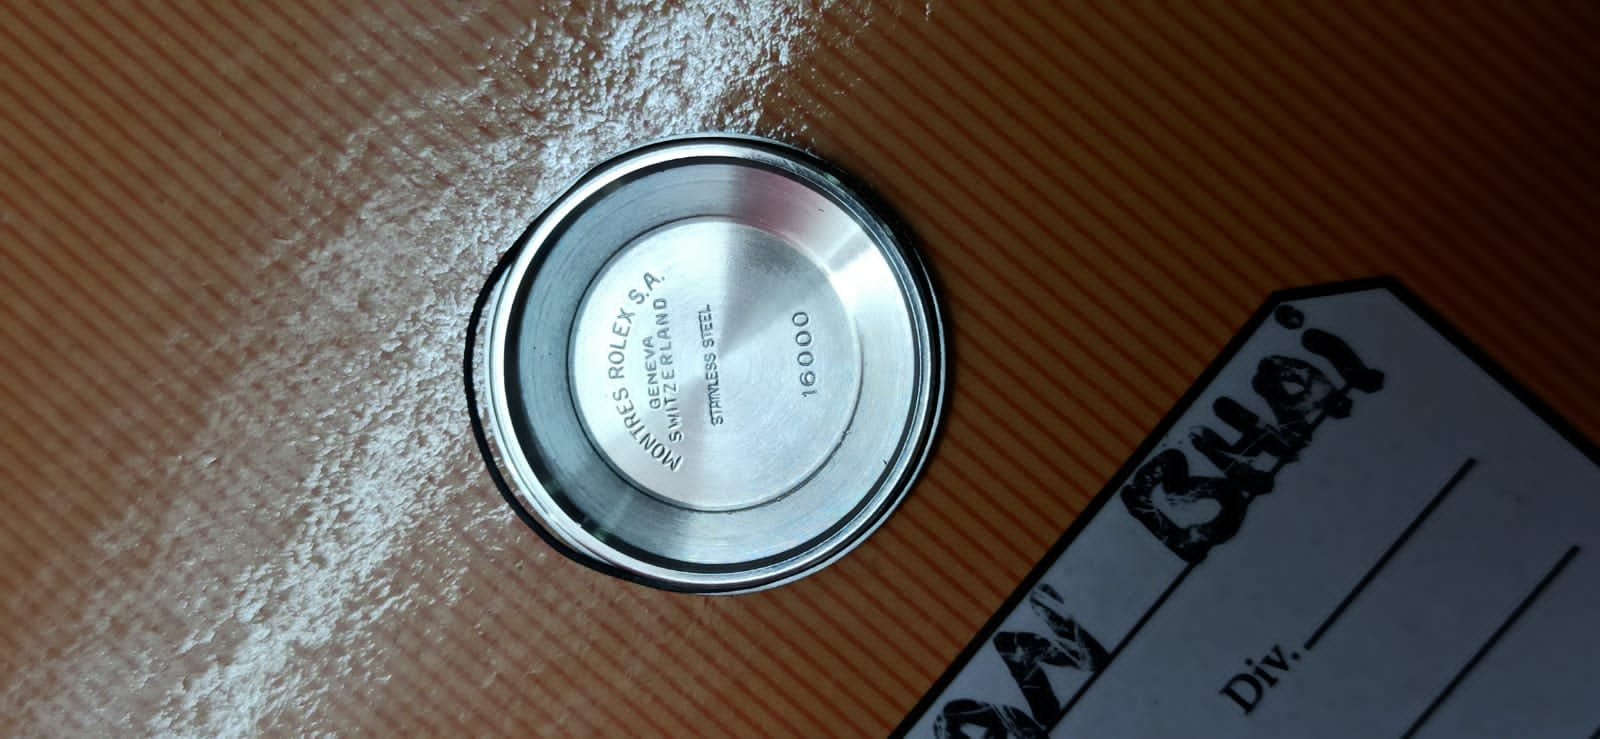 MONTRES ROLEX S.A.
GENEVA
SWITZERLAND
STAINLESS STEEL
16000
BHAI
Div.